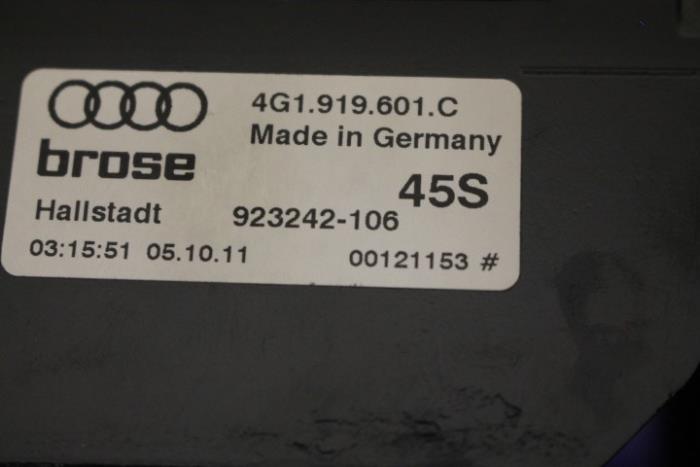 4G1.919.601.C
Made in Germany
brose
45S
Hallstadt 923242-106
03:15:51 05.10.11 00121153 #